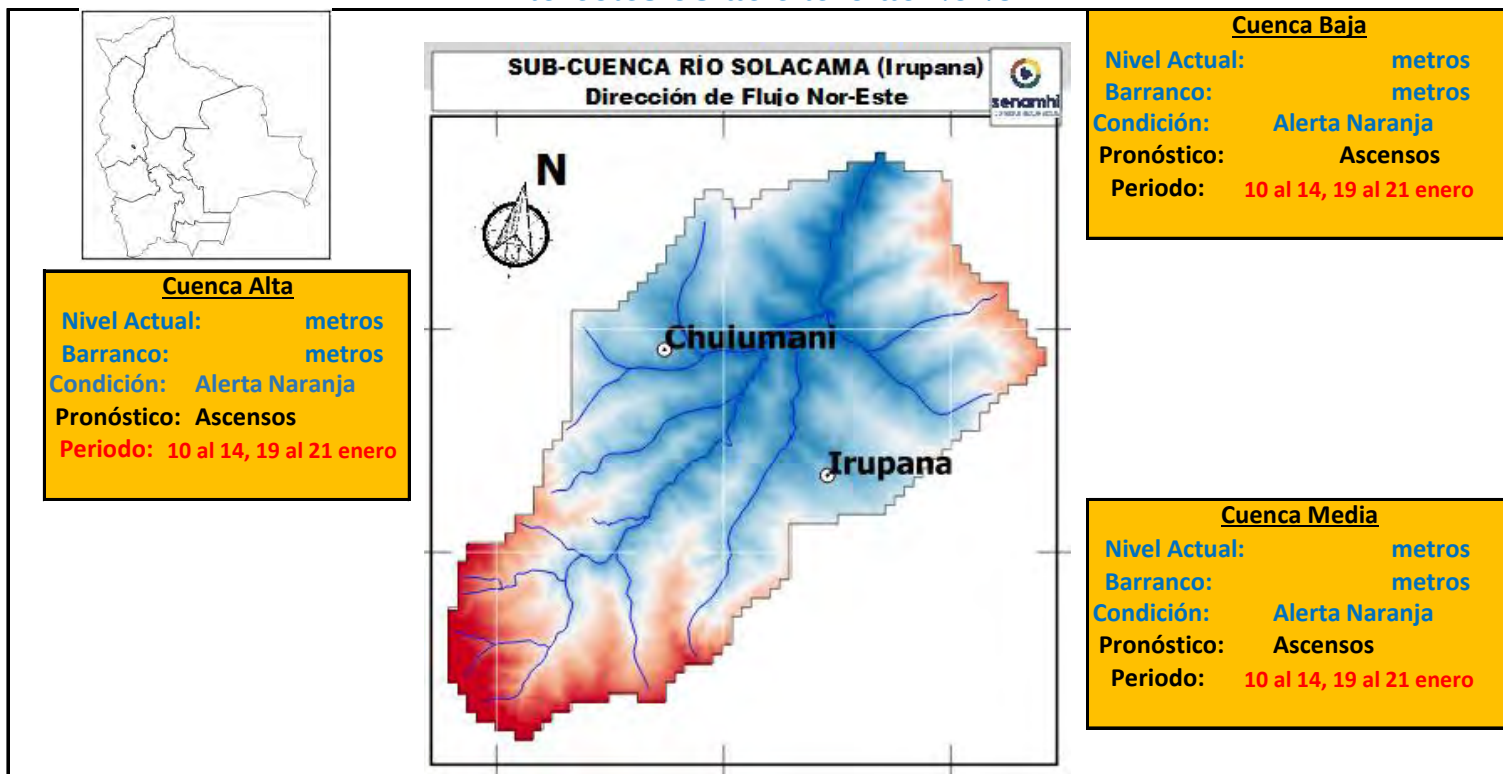 SUB-CUENCA RÍO SOLACAMA (Irupana)
Dirección de Flujo Nor-Este
senamhi
N
Chulumani
Irupana
Cuenca Alta
Nivel Actual: metros
Barranco: metros
Condición: Alerta Naranja
Pronóstico: Ascensos
Periodo: 10 al 14, 19 al 21 enero
Cuenca Baja
Nivel Actual: metros
Barranco: metros
Condición: Alerta Naranja
Pronóstico: Ascensos
Periodo: 10 al 14, 19 al 21 enero
Cuenca Media
Nivel Actual: metros
Barranco: metros
Condición: Alerta Naranja
Pronóstico: Ascensos
Periodo: 10 al 14, 19 al 21 enero